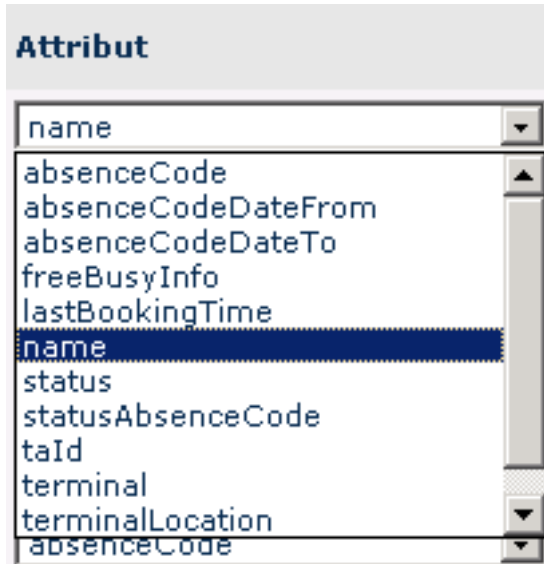 Attribut
name
absenceCode
absenceCodeDateFrom
absenceCodeDateTo
freeBusyInfo
lastBookingTime
name
status
statusAbsenceCode
taId
terminal
terminalLocation
absenceCode